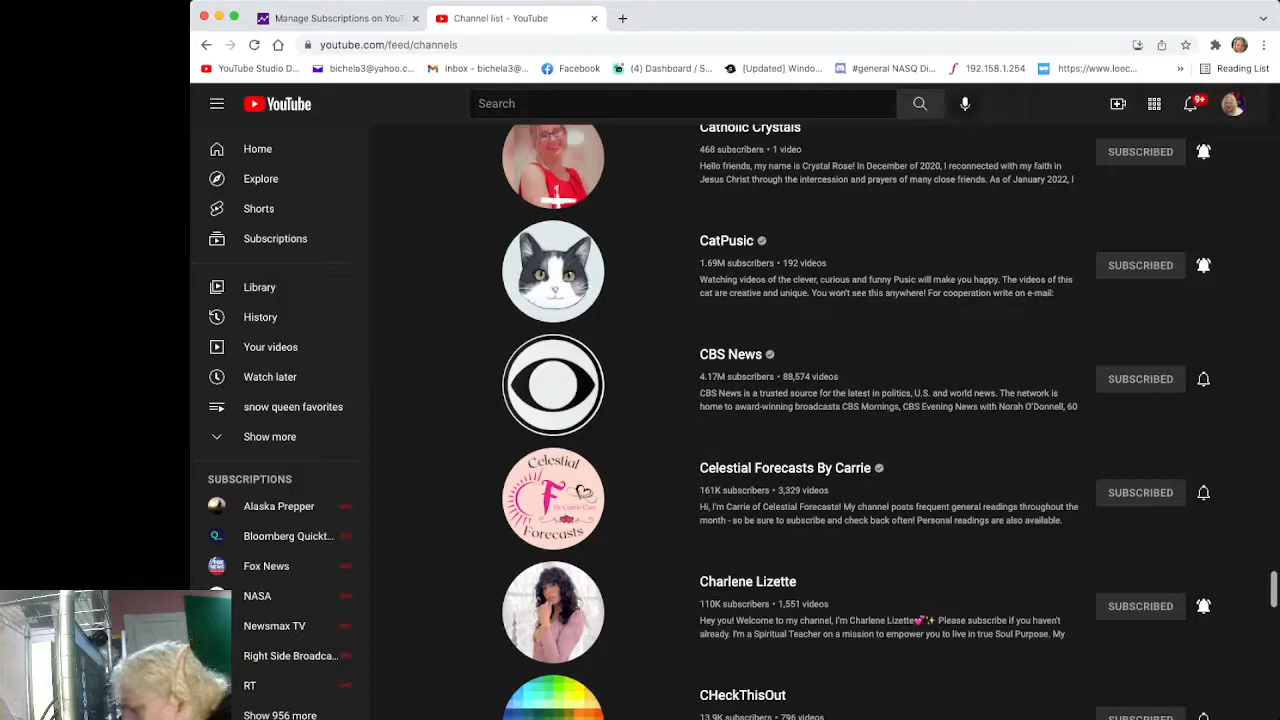 Manage Subscriptions on YouT
Channel list - YouTube
youtube.com/feed/channels
YouTube Studio D...
bichela3@yahoo.c...
Inbox - bichela3@...
Facebook
(4) Dashboard / S...
[Updated] Windo...
#general NASQ Di...
192.158.1.254
https://www.loec...
»
Reading List
YouTube
Search
9+
Home
Explore
Shorts
Subscriptions
Library
History
Your videos
Watch later
snow queen favorites
Show more
SUBSCRIPTIONS
Alaska Prepper
Bloomberg Quickt...
Fox News
NASA
Newsmax TV
Right Side Broadca...
RT
Show 956 more
Catholic Crystals
468 subscribers • 1 video
Hello friends, my name is Crystal Rose! In December of 2020, I reconnected with my faith in
Jesus Christ through the intercession and prayers of many close friends. As of January 2022, I
SUBSCRIBED
CatPusic
1.69M subscribers • 192 videos
Watching videos of the clever, curious and funny Pusic will make you happy. The videos of this
cat are creative and unique. You won't see this anywhere! For cooperation write on e-mail:
SUBSCRIBED
CBS News
4.17M subscribers • 88,574 videos
CBS News is a trusted source for the latest in politics, U.S. and world news. The network is
home to award-winning broadcasts CBS Mornings, CBS Evening News with Norah O'Donnell, 60
SUBSCRIBED
Celestial
F
By Carrie Carr
Forecasts
Celestial Forecasts By Carrie
161K subscribers • 3,329 videos
Hi, I'm Carrie of Celestial Forecasts! My channel posts frequent general readings throughout the
month - so be sure to subscribe and check back often! Personal readings are also available.
SUBSCRIBED
Charlene Lizette
110K subscribers • 1,551 videos
Hey you! Welcome to my channel, I'm Charlene Lizette💕✨ Please subscribe if you haven't
already. I'm a Spiritual Teacher on a mission to empower you to live in true Soul Purpose. My
SUBSCRIBED
CHeckThisOut
13.9K subscribers • 796 videos
SUBSCRIBED